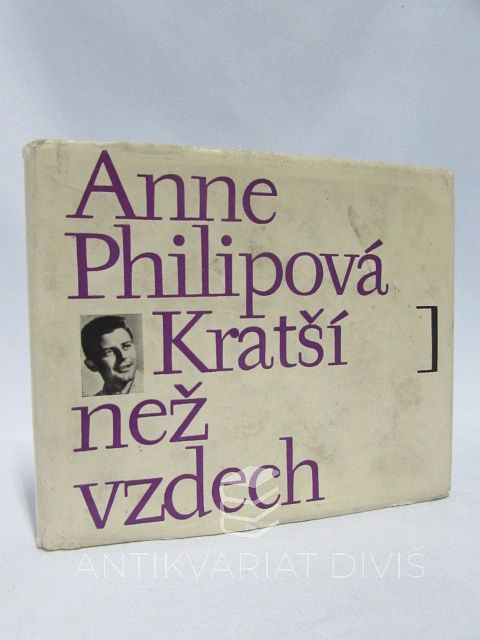 Anne
Philipová
Kratší ]
než
vzdech
ANTIKVARIÁT DIVIŠ